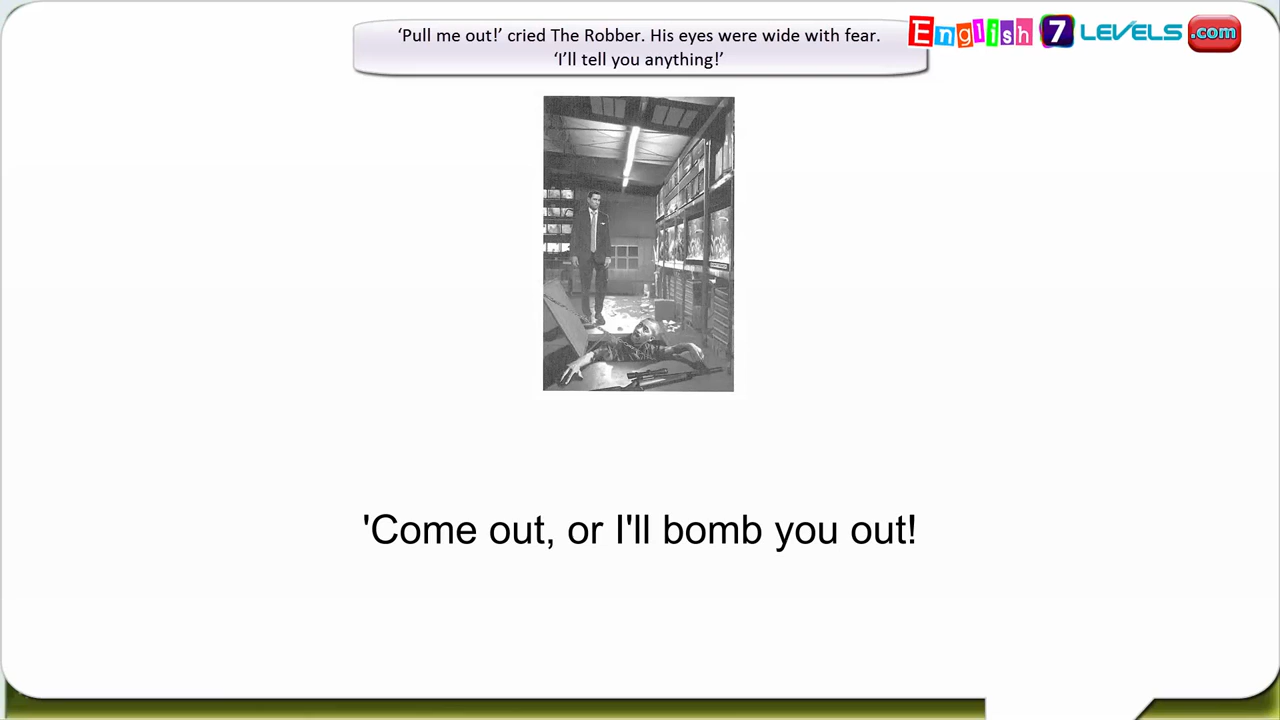 ‘Pull me out!’ cried The Robber. His eyes were wide with fear.
‘I’ll tell you anything!’
English 7 LEVELS .com
'Come out, or I'll bomb you out!